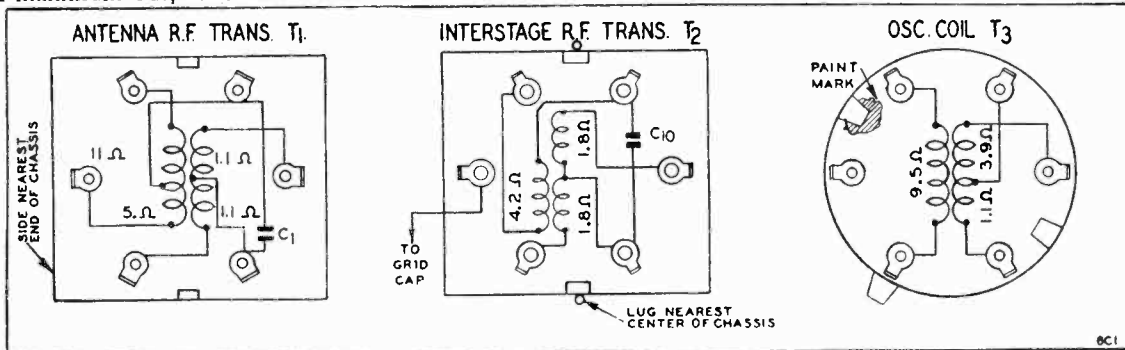 ANTENNA R.F. TRANS. T1.
INTERSTAGE R.F. TRANS. T2
OSC. COIL T3
SIDE NEAREST
END OF CHASSIS
11 Ω
1.1 Ω
5. Ω
1.1 Ω
C1
4.2 Ω
1.8 Ω
1.8 Ω
C10
TO
GRID
CAP
LUG NEAREST
CENTER OF CHASSIS
PAINT
MARK
9.5 Ω
3.9 Ω
1.1 Ω
8C1